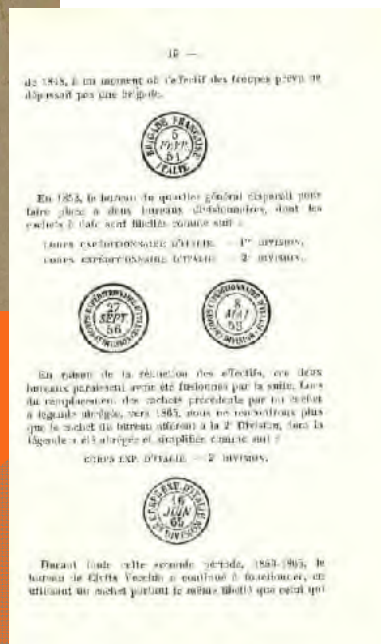 de 1848, à un moment où l'effectif des troupes prévu ne
dépassait pas une brigade.
BRIGADE FRANÇAISE
5
FEVR.
51
ITALIE
En 1853, le bureau du quartier général disparaît pour
faire place à deux bureaux divisionnaires, dont les
cachets à date sont libellés comme suit :
CORPS EXPÉDITIONNAIRE D'ITALIE. — 1re DIVISION.
CORPS EXPÉDITIONNAIRE D'ITALIE. — 2e DIVISION.
27
SEPT
56
8
MAI
En raison de la réduction des effectifs, ces deux
bureaux paraissent avoir été fusionnés par la suite. Lors
du remplacement des cachets précédents par un cachet
à légende abrégée, vers 1865, nous ne rencontrons plus
que le cachet du bureau afférent à la 2e Division, dont la
légende a été abrégée et simplifiée comme suit :
CORPS EXP. D'ITALIE. — 2e DIVISION.
CORPS EXP. D'ITALIE
16
JUIN
65
Durant toute cette seconde période, 1853-1865, le
bureau de Civita Vecchia a continué à fonctionner, en
utilisant un cachet portant le même libellé que celui qui